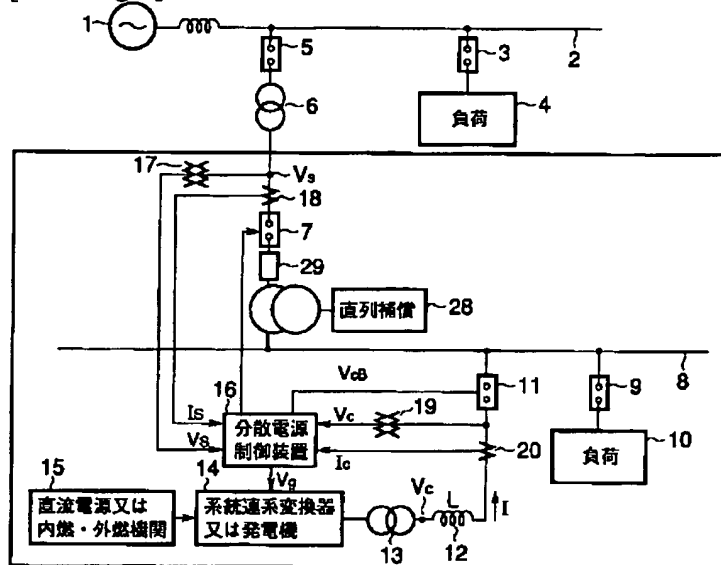 1
5
3
2
6
負荷
4
17
Vs
18
7
29
直列補償
28
8
VCB
16
Is
Vs
分散電源
制御装置
Vc
19
Ic
20
11
9
負荷
10
15
直流電源又は
内燃・外燃機関
14
Vg
系統連系変換器
又は発電機
13
Vc
L
12
I